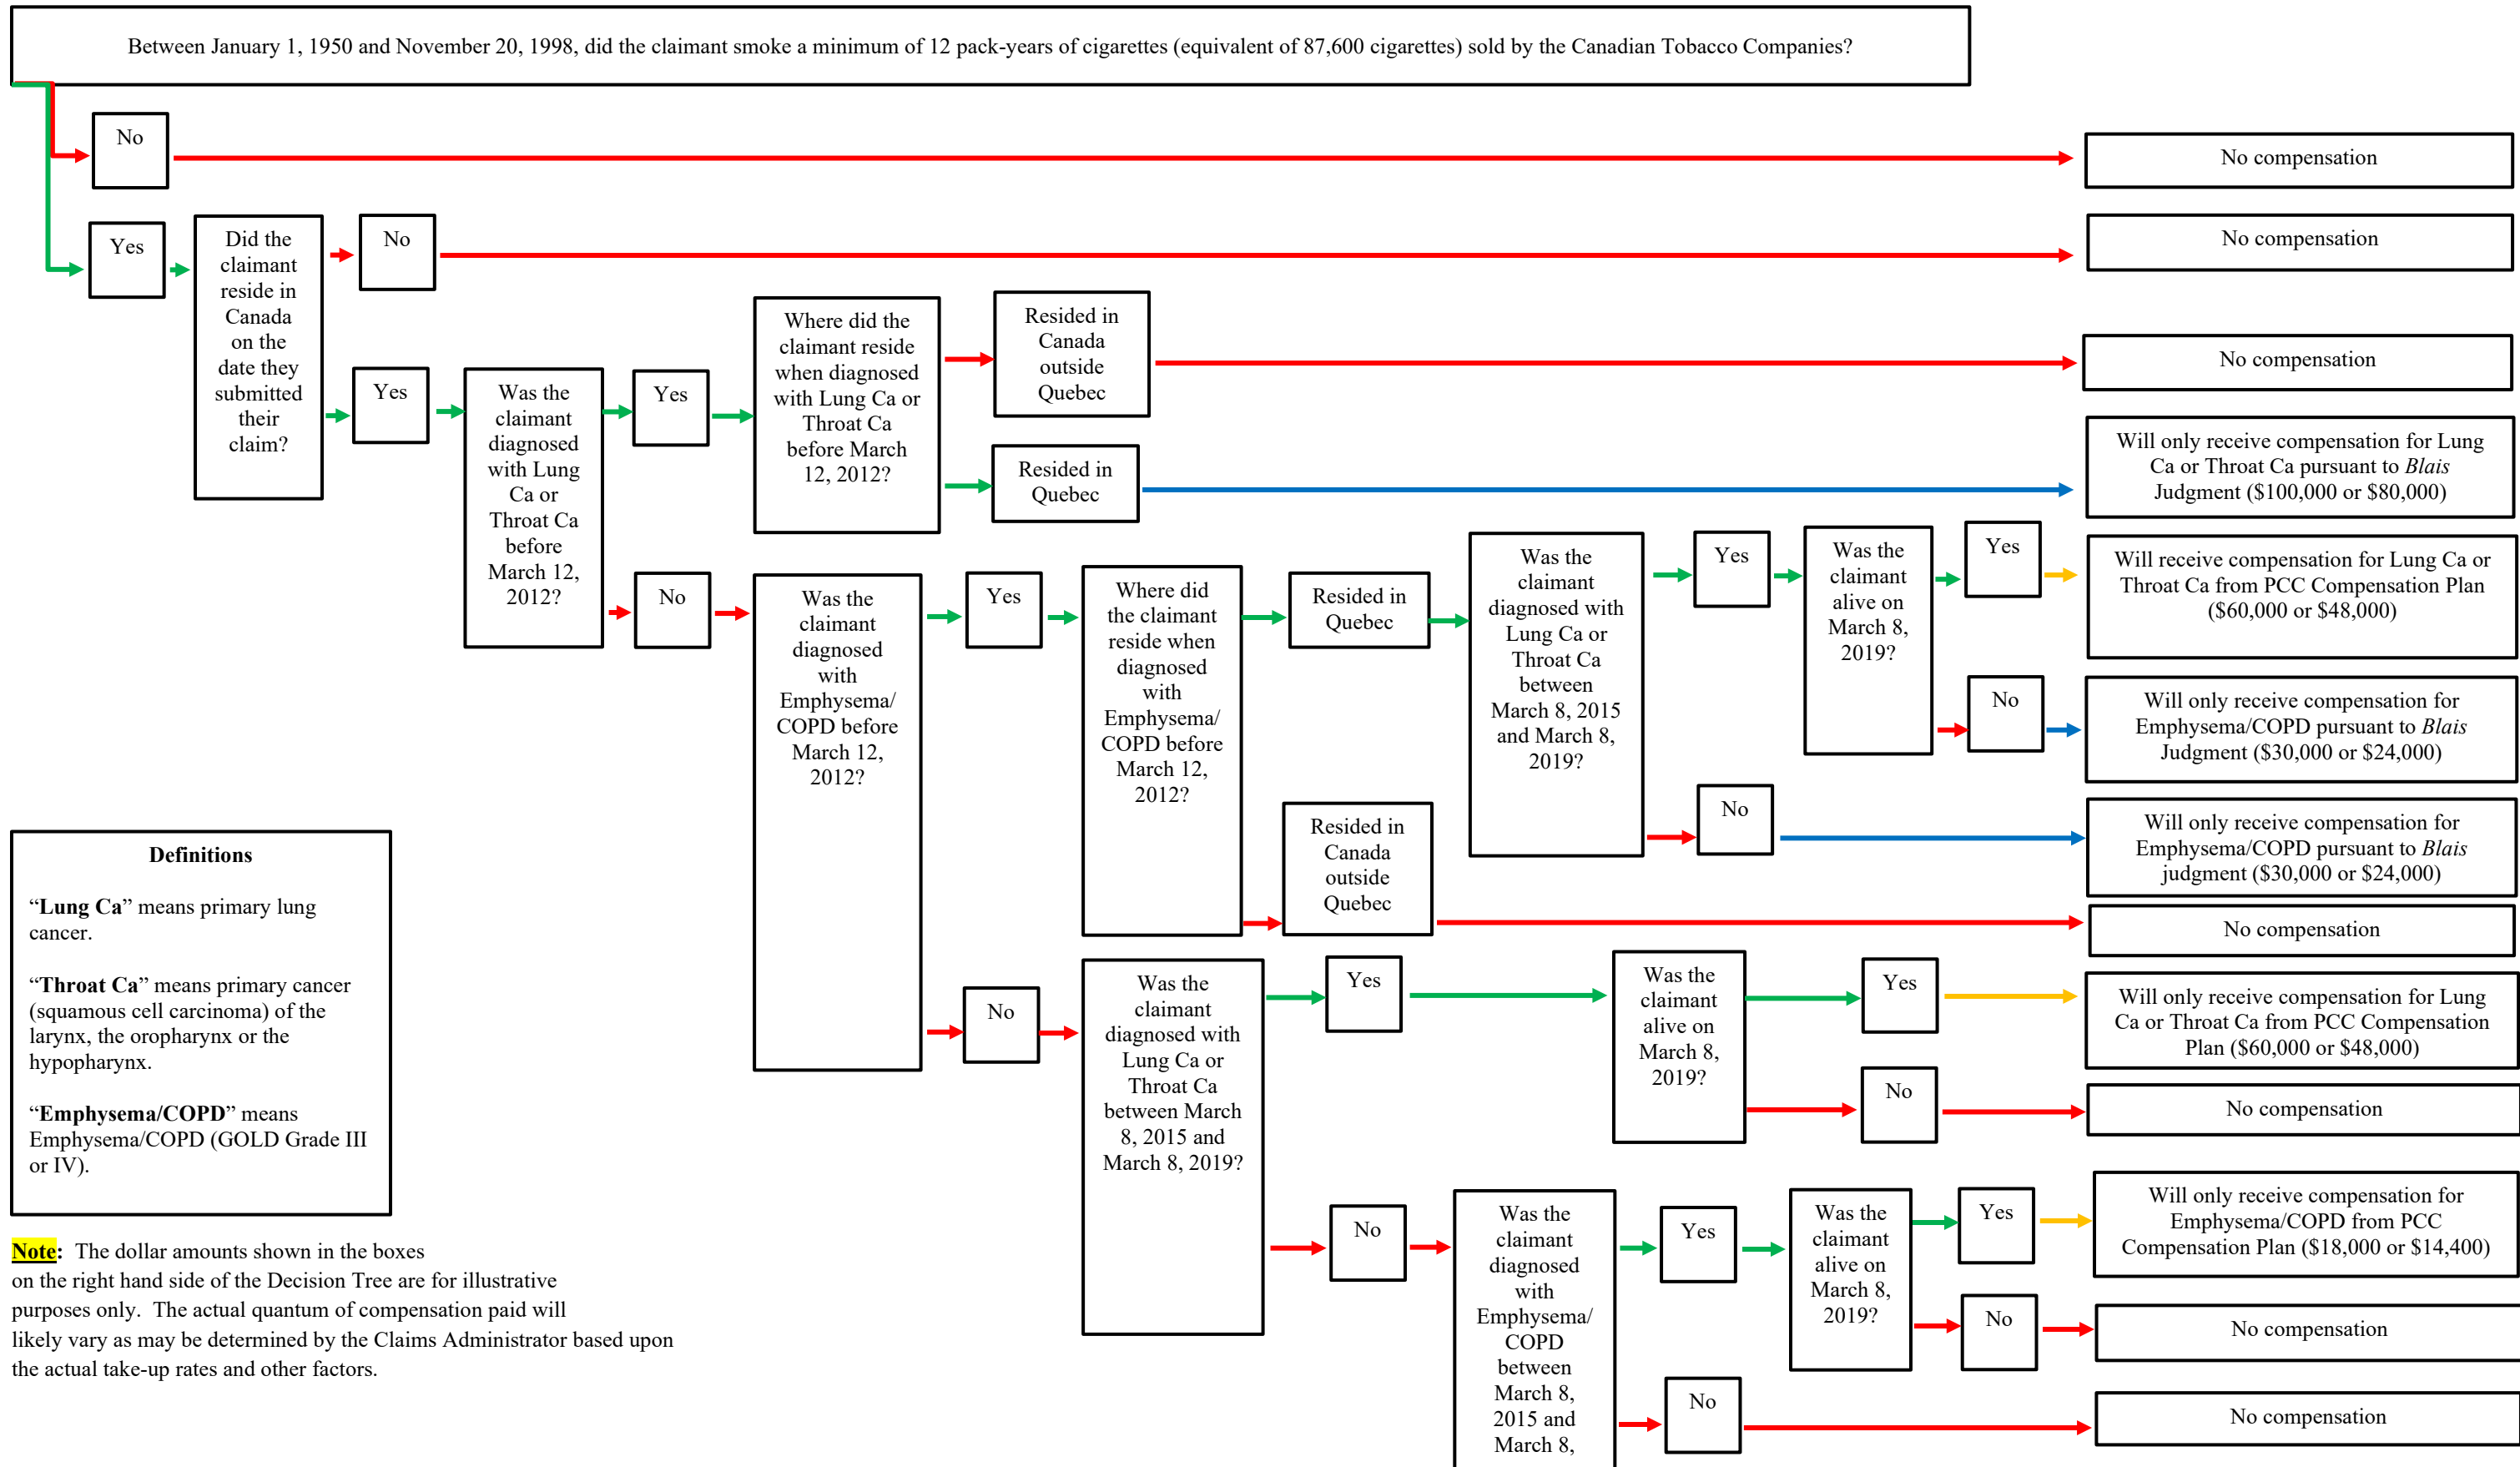 Between January 1, 1950 and November 20, 1998, did the claimant smoke a minimum of 12 pack-years of cigarettes (equivalent of 87,600 cigarettes) sold by the Canadian Tobacco Companies?
No
No compensation
Yes
Did the
claimant
reside in
Canada
on the
date they
submitted
their
claim?
No
No compensation
Yes
Was the
claimant
diagnosed
with Lung
Ca or
Throat Ca
before
March 12,
2012?
Yes
Where did the
claimant reside
when diagnosed
with Lung Ca or
Throat Ca
before March
12, 2012?
Resided in
Canada
outside
Quebec
No compensation
Resided in
Quebec
Will only receive compensation for Lung
Ca or Throat Ca pursuant to Blais
Judgment ($100,000 or $80,000)
No
Was the
claimant
diagnosed
with
Emphysema/
COPD before
March 12,
2012?
Yes
Where did
the claimant
reside when
diagnosed
with
Emphysema/
COPD before
March 12,
2012?
Resided in
Quebec
Was the
claimant
diagnosed with
Lung Ca or
Throat Ca
between
March 8, 2015
and March 8,
2019?
Yes
Was the
claimant
alive on
March 8,
2019?
Yes
Will receive compensation for Lung Ca or
Throat Ca from PCC Compensation Plan
($60,000 or $48,000)
No
Will only receive compensation for
Emphysema/COPD pursuant to Blais
Judgment ($30,000 or $24,000)
No
Will only receive compensation for
Emphysema/COPD pursuant to Blais
judgment ($30,000 or $24,000)
Resided in
Canada
outside
Quebec
No compensation
No
Was the
claimant
diagnosed with
Lung Ca or
Throat Ca
between March
8, 2015 and
March 8, 2019?
Yes
Was the
claimant
alive on
March 8,
2019?
Yes
Will only receive compensation for Lung
Ca or Throat Ca from PCC Compensation
Plan ($60,000 or $48,000)
No
No compensation
No
Was the
claimant
diagnosed
with
Emphysema/
COPD
between
March 8,
2015 and
March 8,
Yes
Was the
claimant
alive on
March 8,
2019?
Yes
Will only receive compensation for
Emphysema/COPD from PCC
Compensation Plan ($18,000 or $14,400)
No
No compensation
No
No compensation
Definitions
“Lung Ca” means primary lung
cancer.
“Throat Ca” means primary cancer
(squamous cell carcinoma) of the
larynx, the oropharynx or the
hypopharynx.
“Emphysema/COPD” means
Emphysema/COPD (GOLD Grade III
or IV).
Note: The dollar amounts shown in the boxes
on the right hand side of the Decision Tree are for illustrative
purposes only. The actual quantum of compensation paid will
likely vary as may be determined by the Claims Administrator based upon
the actual take-up rates and other factors.